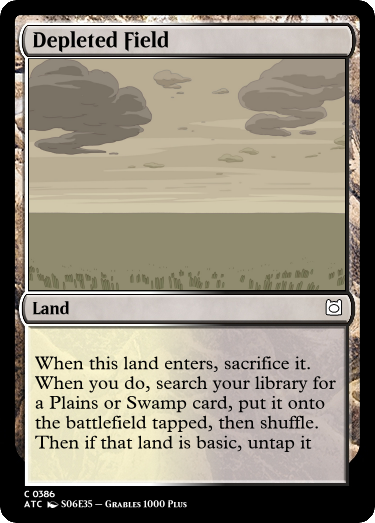 Depleted Field
Land
When this land enters, sacrifice it.
When you do, search your library for
a Plains or Swamp card, put it onto
the battlefield tapped, then shuffle.
Then if that land is basic, untap it
C 0386
ATC S06E35 – Grables 1000 Plus